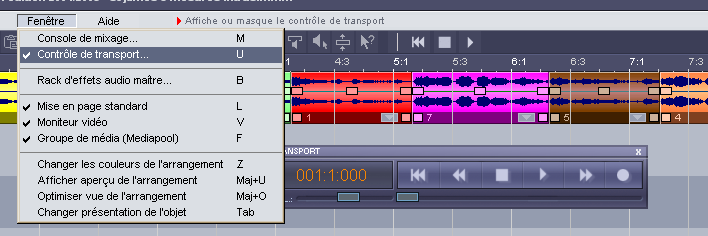 Fenêtre Aide Affiche ou masque le contrôle de transport
Console de mixage... M
Contrôle de transport... U
Rack d'effets audio maître... B
Mise en page standard L
Moniteur vidéo V
Groupe de média (Mediapool) F
Changer les couleurs de l'arrangement Z
Afficher aperçu de l'arrangement Maj+U
Optimiser vue de l'arrangement Maj+O
Changer présentation de l'objet Tab
4:3 5:1 5:3 6:1 6:3 7:1 7:3
1 7 5 4
TRANSPORT x
001:1:000